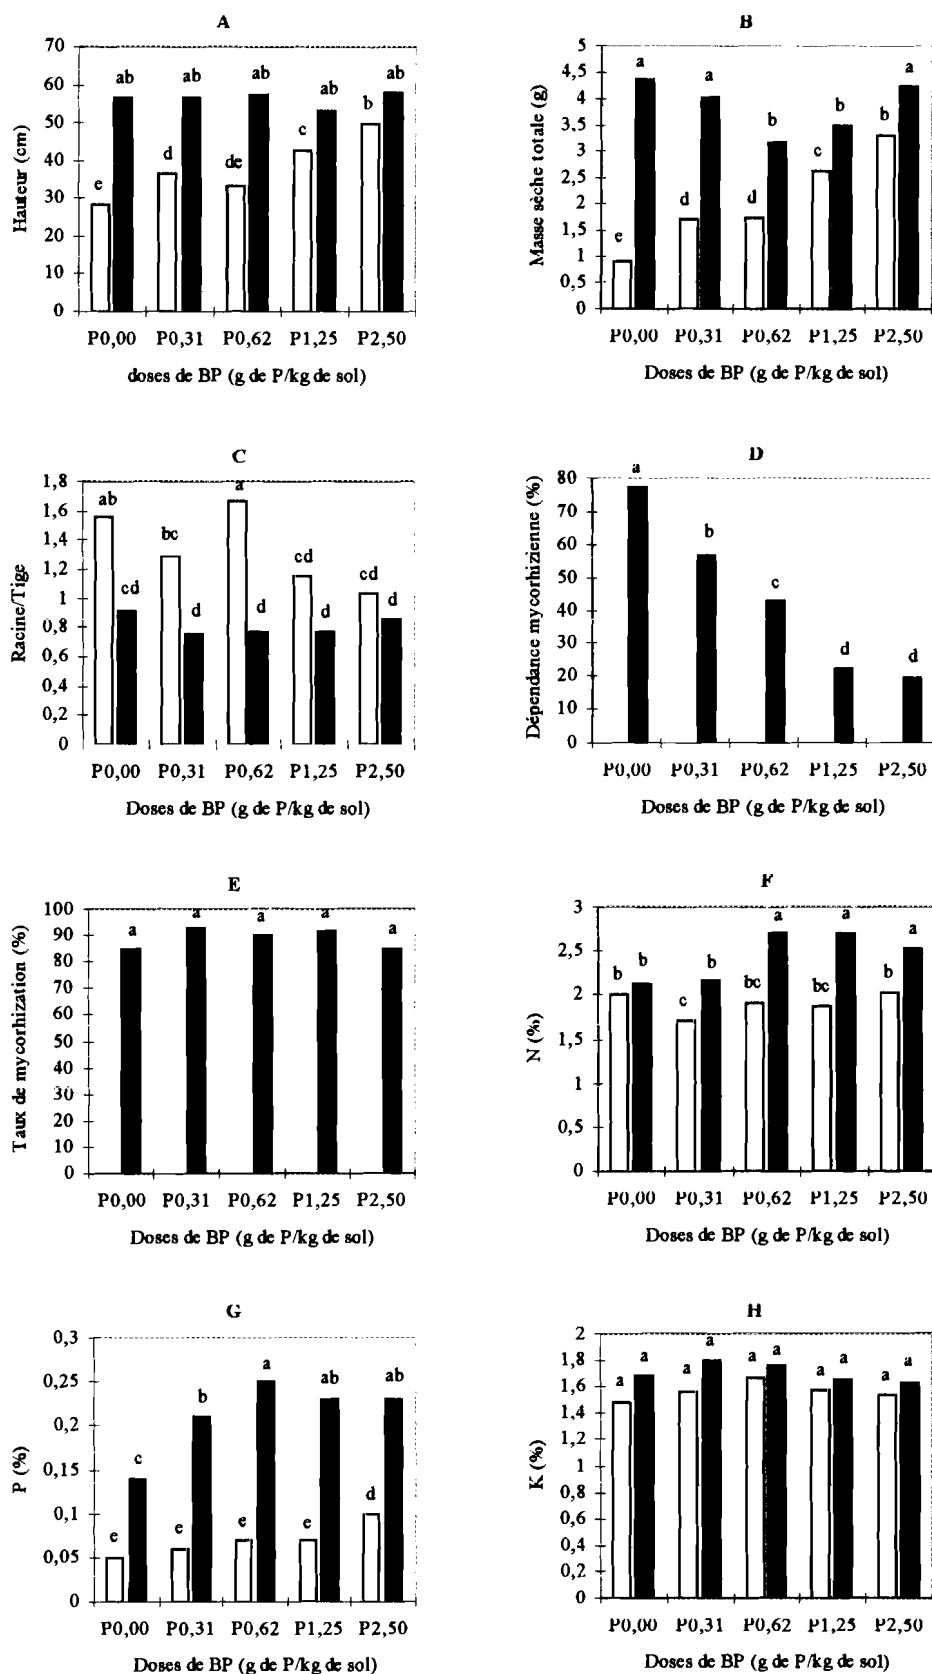 A
70
60
50
40
30
20
10
0
Hauteur (cm)
e ab d ab de ab c ab b ab
P0,00 P0,31 P0,62 P1,25 P2,50
doses de BP (g de P/kg de sol)
B
5
4,5
4
3,5
3
2,5
2
1,5
1
0,5
0
Masse sèche totale (g)
e a d a d b c b b a
P0,00 P0,31 P0,62 P1,25 P2,50
Doses de BP (g de P/kg de sol)
C
1,8
1,6
1,4
1,2
1
0,8
0,6
0,4
0,2
0
Racine/Tige
ab cd bc d a d cd d cd d
P0,00 P0,31 P0,62 P1,25 P2,50
Doses de BP (g de P/kg de sol)
D
80
70
60
50
40
30
20
10
0
Dépendance mycorhizienne (%)
a b c d d
P0,00 P0,31 P0,62 P1,25 P2,50
Doses de BP (g de P/kg de sol)
E
100
90
80
70
60
50
40
30
20
10
0
Taux de mycorhization (%)
a a a a a
P0,00 P0,31 P0,62 P1,25 P2,50
Doses de BP (g de P/kg de sol)
F
3
2,5
2
1,5
1
0,5
0
N (%)
b b c b bc a bc a b a
P0,00 P0,31 P0,62 P1,25 P2,50
Doses de BP (g de P/kg de sol)
G
0,3
0,25
0,2
0,15
0,1
0,05
0
P (%)
e c e b e a e ab d ab
P0,00 P0,31 P0,62 P1,25 P2,50
Doses de BP (g de P/kg de sol)
H
2
1,8
1,6
1,4
1,2
1
0,8
0,6
0,4
0,2
0
K (%)
a a a a a a a a a a
P0,00 P0,31 P0,62 P1,25 P2,50
Doses de BP (g de P/kg de sol)